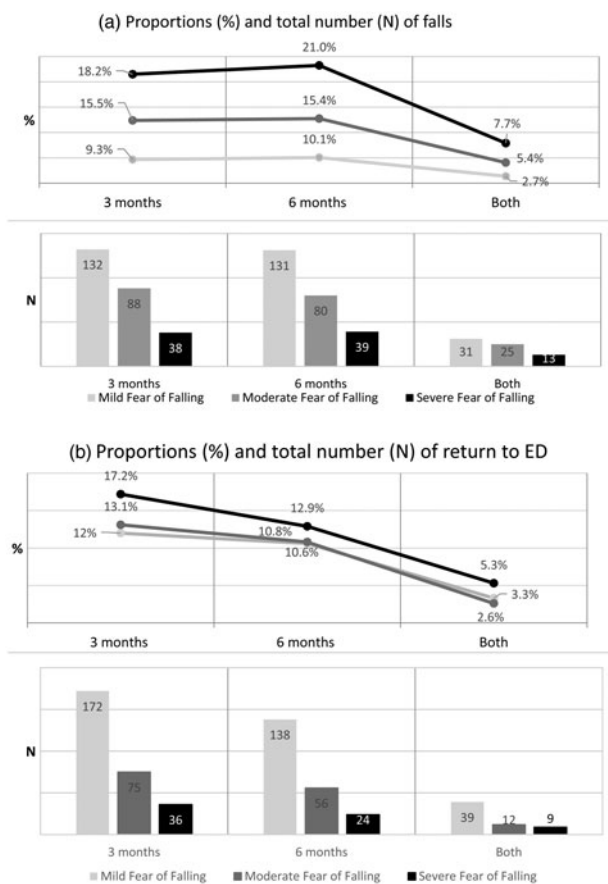 (a) Proportions (%) and total number (N) of falls
21.0%
18.2%
15.5%
15.4%
%
7.7%
9.3%
10.1%
5.4%
2.7%
3 months 6 months Both
132 131
N
88 80
38 39
31 25 13
3 months 6 months Both
Mild Fear of Falling Moderate Fear of Falling Severe Fear of Falling
(b) Proportions (%) and total number (N) of return to ED
17.2%
13.1% 12.9%
12% 10.8%
%
10.6%
5.3%
3.3%
2.6%
3 months 6 months Both
172
138
N
75 56
36 24 39 12 9
3 months 6 months Both
Mild Fear of Falling Moderate Fear of Falling Severe Fear of Falling